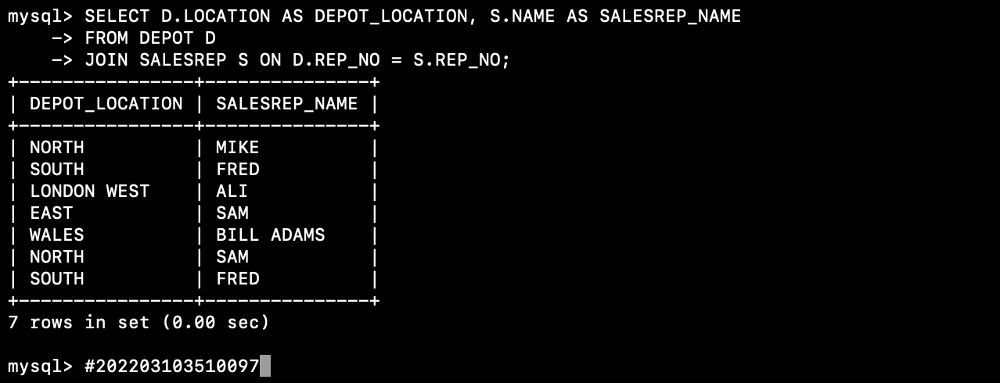 mysql> SELECT D.LOCATION AS DEPOT_LOCATION, S.NAME AS SALESREP_NAME
    -> FROM DEPOT D
    -> JOIN SALESREP S ON D.REP_NO = S.REP_NO;
+----------------+---------------+
| DEPOT_LOCATION | SALESREP_NAME |
+----------------+---------------+
| NORTH          | MIKE          |
| SOUTH          | FRED          |
| LONDON WEST    | ALI           |
| EAST           | SAM           |
| WALES          | BILL ADAMS    |
| NORTH          | SAM           |
| SOUTH          | FRED          |
+----------------+---------------+
7 rows in set (0.00 sec)

mysql> #202203103510097